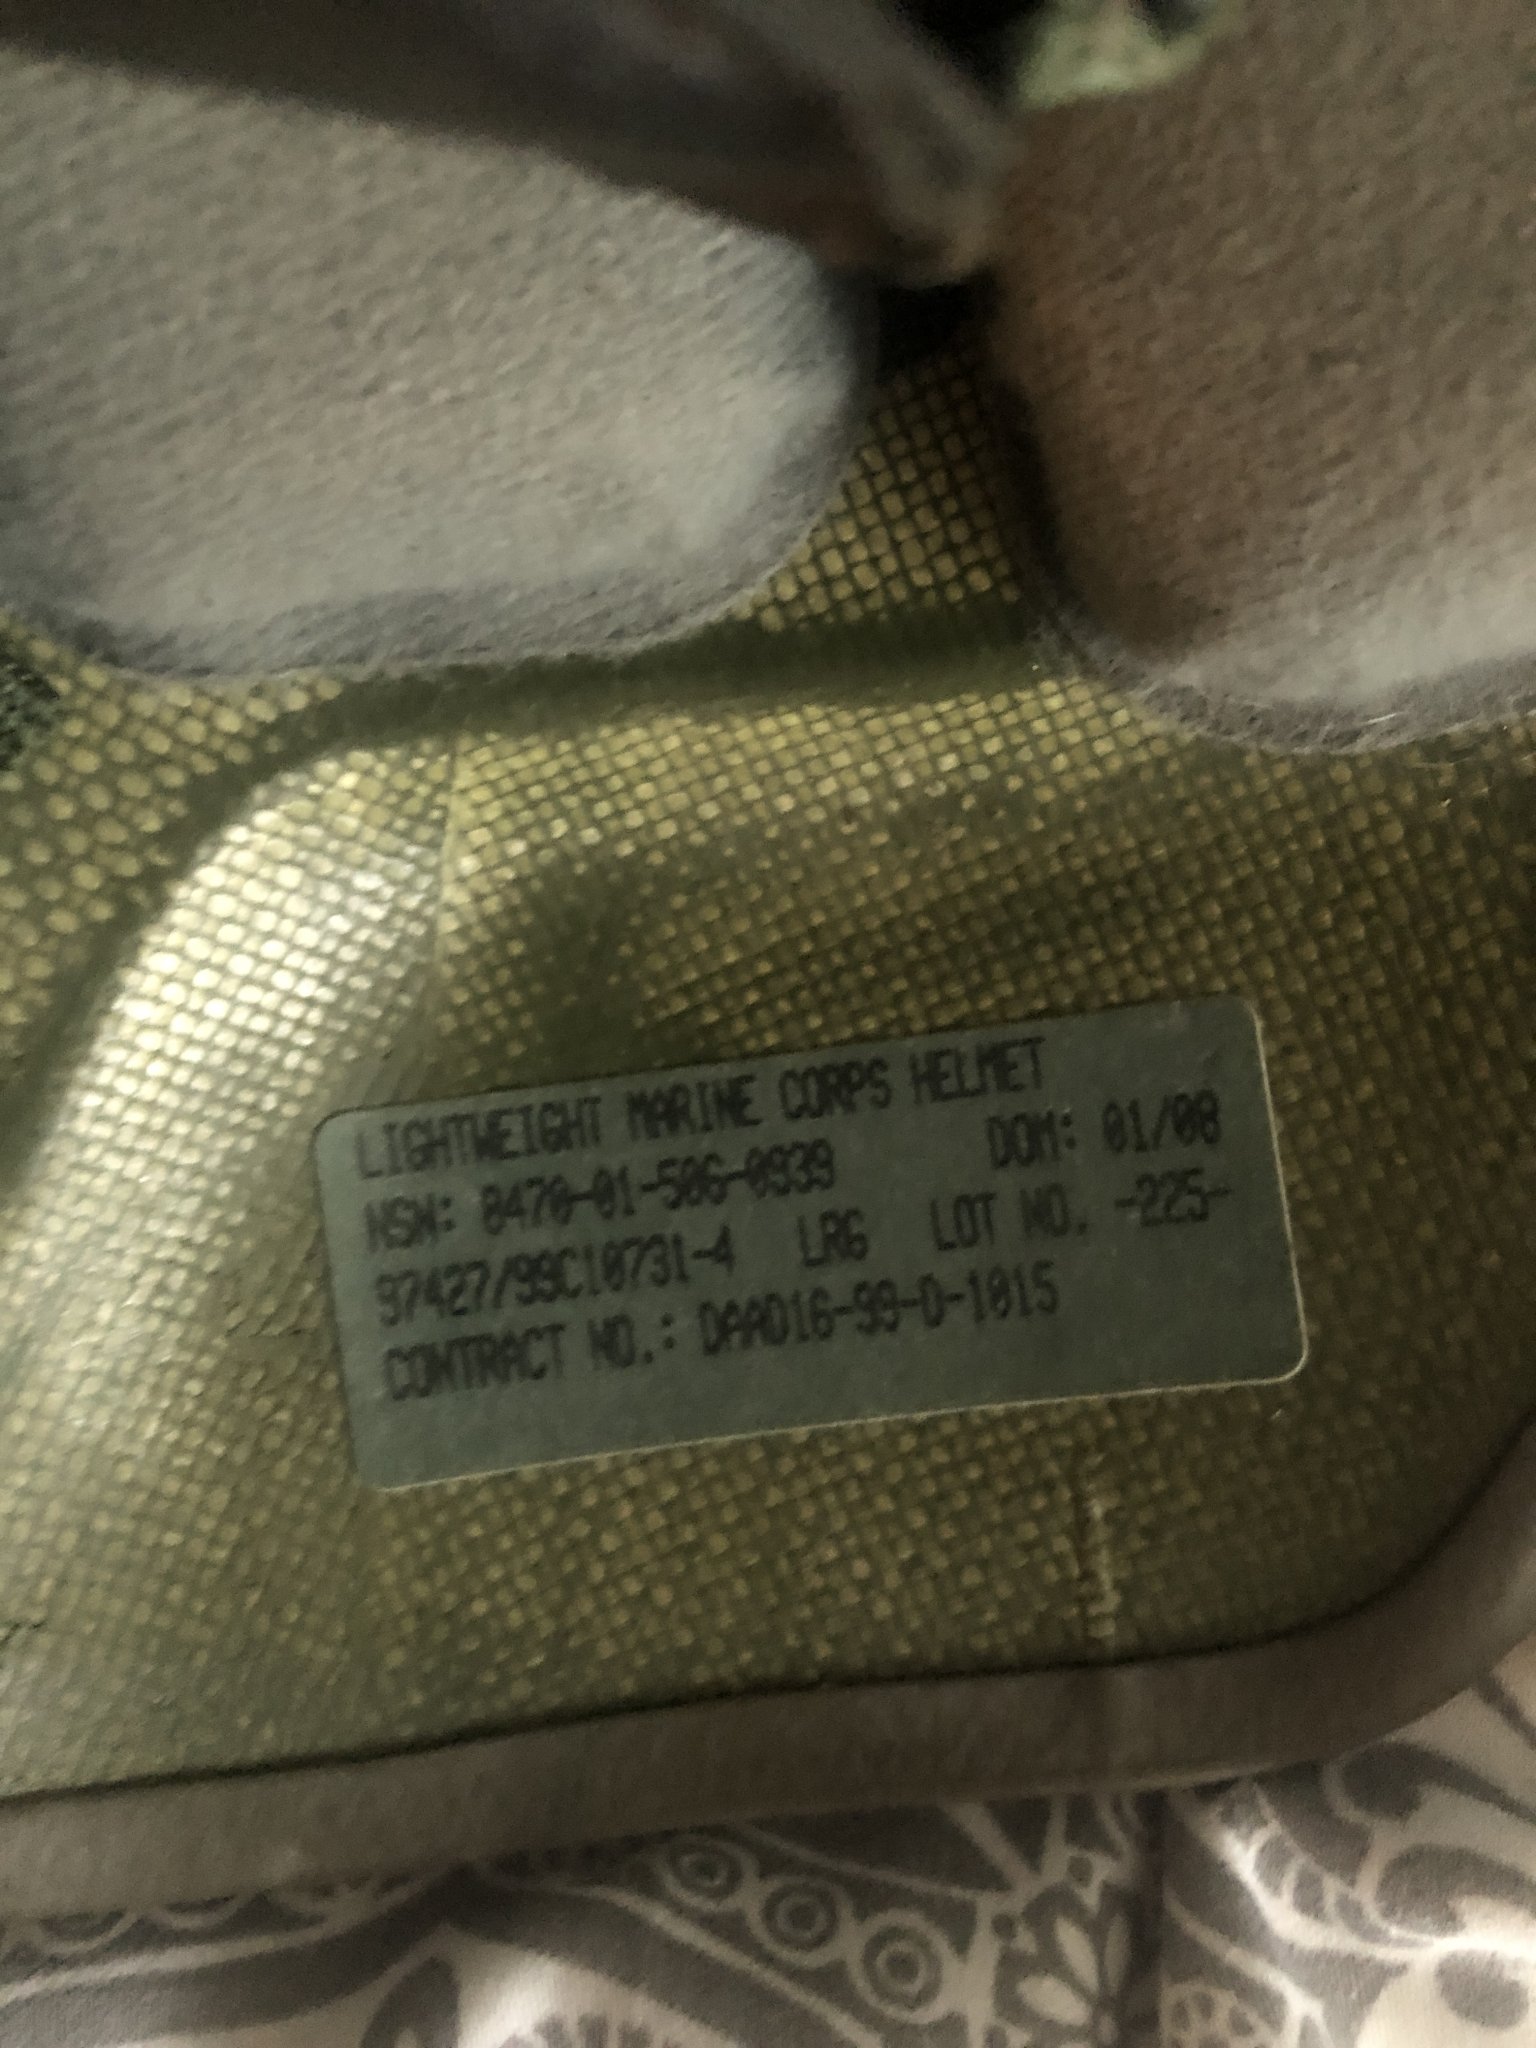 LIGHTWEIGHT MARINE CORPS HELMET
NSN: 8470-01-506-0939 DOM: 01/08
97427/99C10731-4 LRG LOT NO. -225-
CONTRACT NO.: DAAD16-99-D-1015